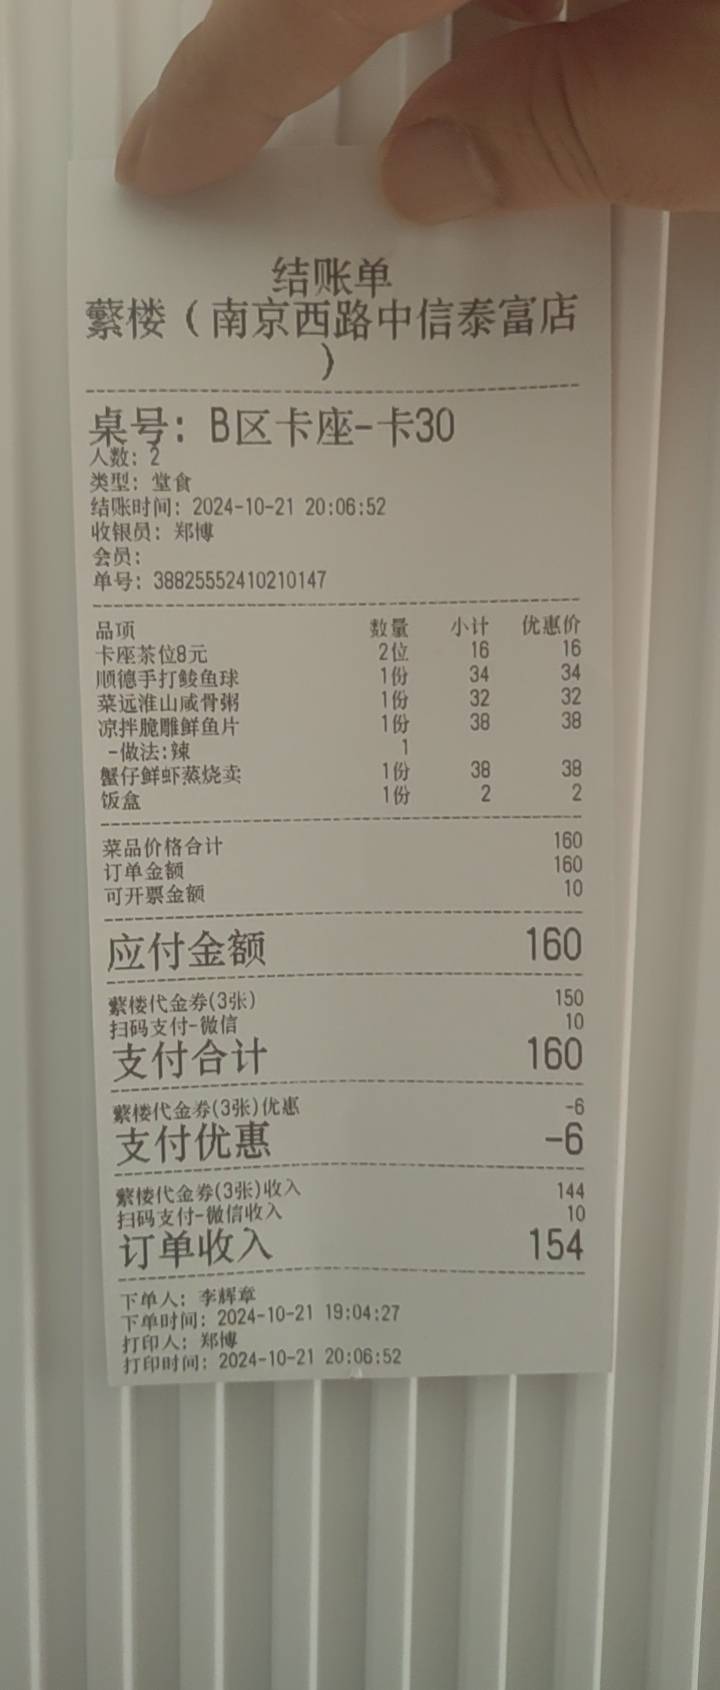 结账单
蘩楼（南京西路中信泰富店
）
桌号: B区卡座-卡30
人数: 2
类型: 堂食
结账时间: 2024-10-21 20:06:52
收银员: 郑博
会员:
单号: 38825552410210147
品项 数量 小计 优惠价
卡座茶位8元 2位 16 16
顺德手打鲮鱼球 1份 34 34
菜远淮山咸骨粥 1份 32 32
凉拌脆雕鲜鱼片 1份 38 38
-做法:辣 1
蟹仔鲜虾蒸烧卖 1份 38 38
饭盒 1份 2 2
菜品价格合计 160
订单金额 160
可开票金额 10
应付金额 160
蘩楼代金券(3张) 150
扫码支付-微信 10
支付合计 160
蘩楼代金券(3张)优惠 -6
支付优惠 -6
蘩楼代金券(3张)收入 144
扫码支付-微信收入 10
订单收入 154
下单人: 李辉章
下单时间: 2024-10-21 19:04:27
打印人: 郑博
打印时间: 2024-10-21 20:06:52